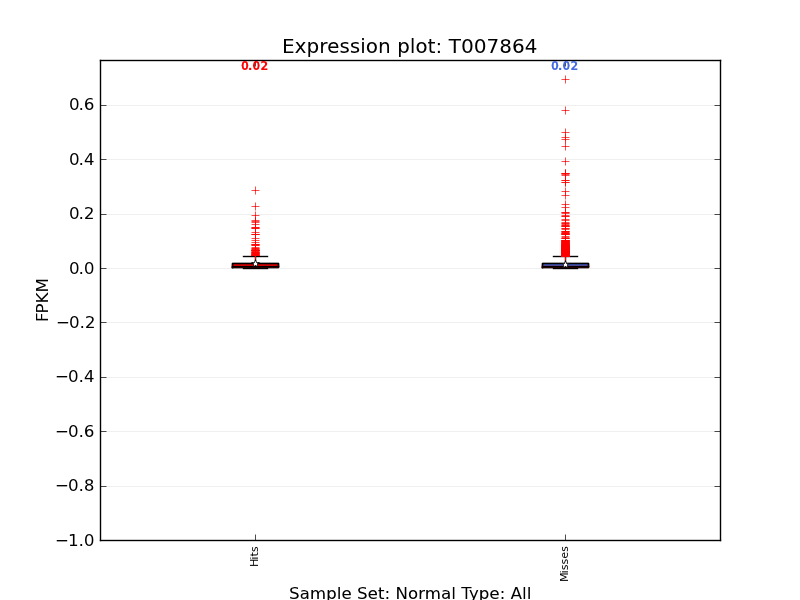 Expression plot: T007864
0.02
0.02
0.6
0.4
0.2
0.0
−0.2
−0.4
−0.6
−0.8
−1.0
FPKM
Hits
Misses
Sample Set: Normal Type: All